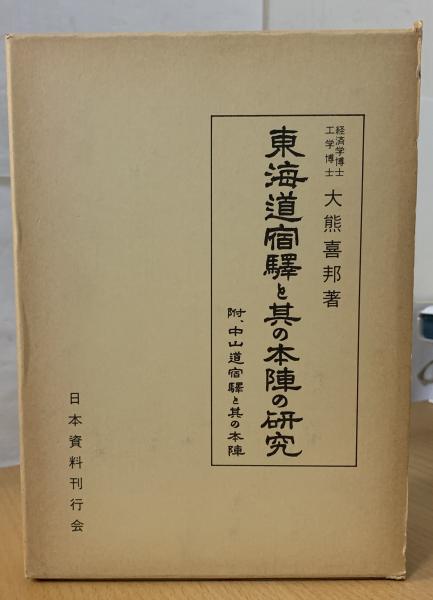 経済学博士
工学博士
大熊喜邦著
東海道宿驛と其の本陣の研究
附、中山道宿驛と其の本陣
日本資料刊行会